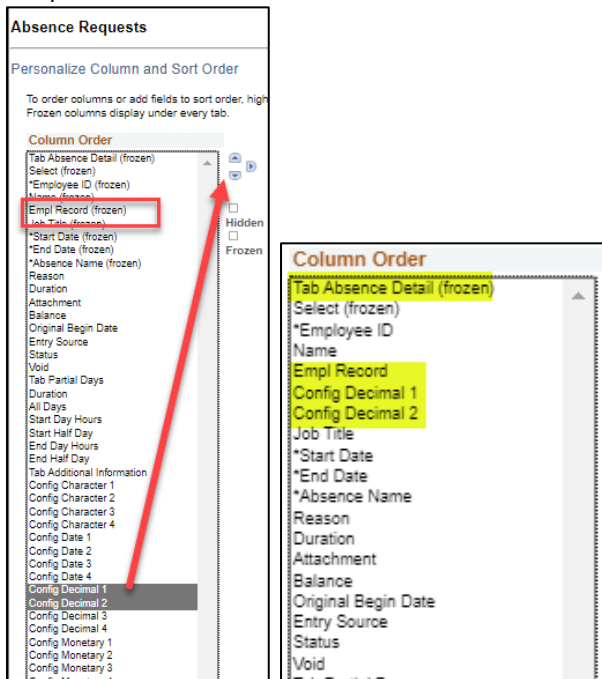 Absence Requests
Personalize Column and Sort Order
To order columns or add fields to sort order, high
Frozen columns display under every tab.
Column Order
Tab Absence Detail (frozen)
Select (frozen)
*Employee ID (frozen)
Name (frozen)
Empl Record (frozen)
Job Title (frozen)
*Start Date (frozen)
*End Date (frozen)
*Absence Name (frozen)
Reason
Duration
Attachment
Balance
Original Begin Date
Entry Source
Status
Void
Tab Partial Days
Duration
All Days
Start Day Hours
Start Half Day
End Day Hours
End Half Day
Tab Additional Information
Config Character 1
Config Character 2
Config Character 3
Config Character 4
Config Date 1
Config Date 2
Config Date 3
Config Date 4
Config Decimal 1
Config Decimal 2
Config Decimal 3
Config Decimal 4
Config Monetary 1
Config Monetary 2
Config Monetary 3
Hidden
Frozen
Column Order
Tab Absence Detail (frozen)
Select (frozen)
*Employee ID
Name
Empl Record
Config Decimal 1
Config Decimal 2
Job Title
*Start Date
*End Date
*Absence Name
Reason
Duration
Attachment
Balance
Original Begin Date
Entry Source
Status
Void